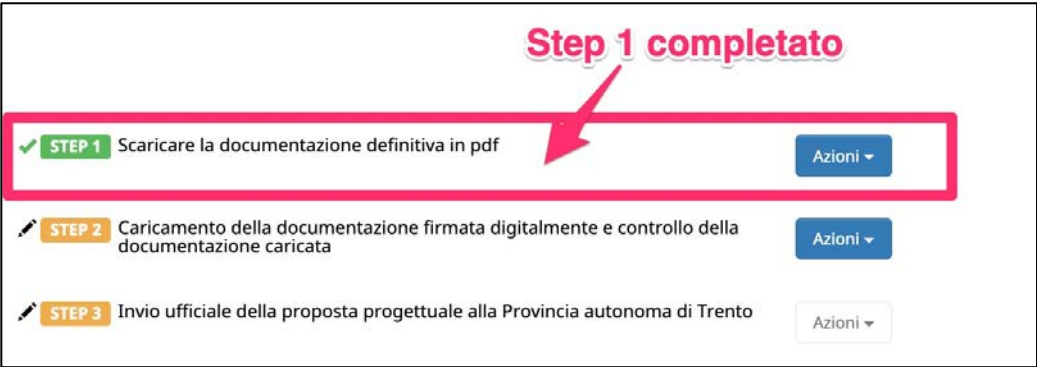 Step 1 completato
STEP 1 Scaricare la documentazione definitiva in pdf Azioni
STEP 2 Caricamento della documentazione firmata digitalmente e controllo della documentazione caricata Azioni
STEP 3 Invio ufficiale della proposta progettuale alla Provincia autonoma di Trento Azioni